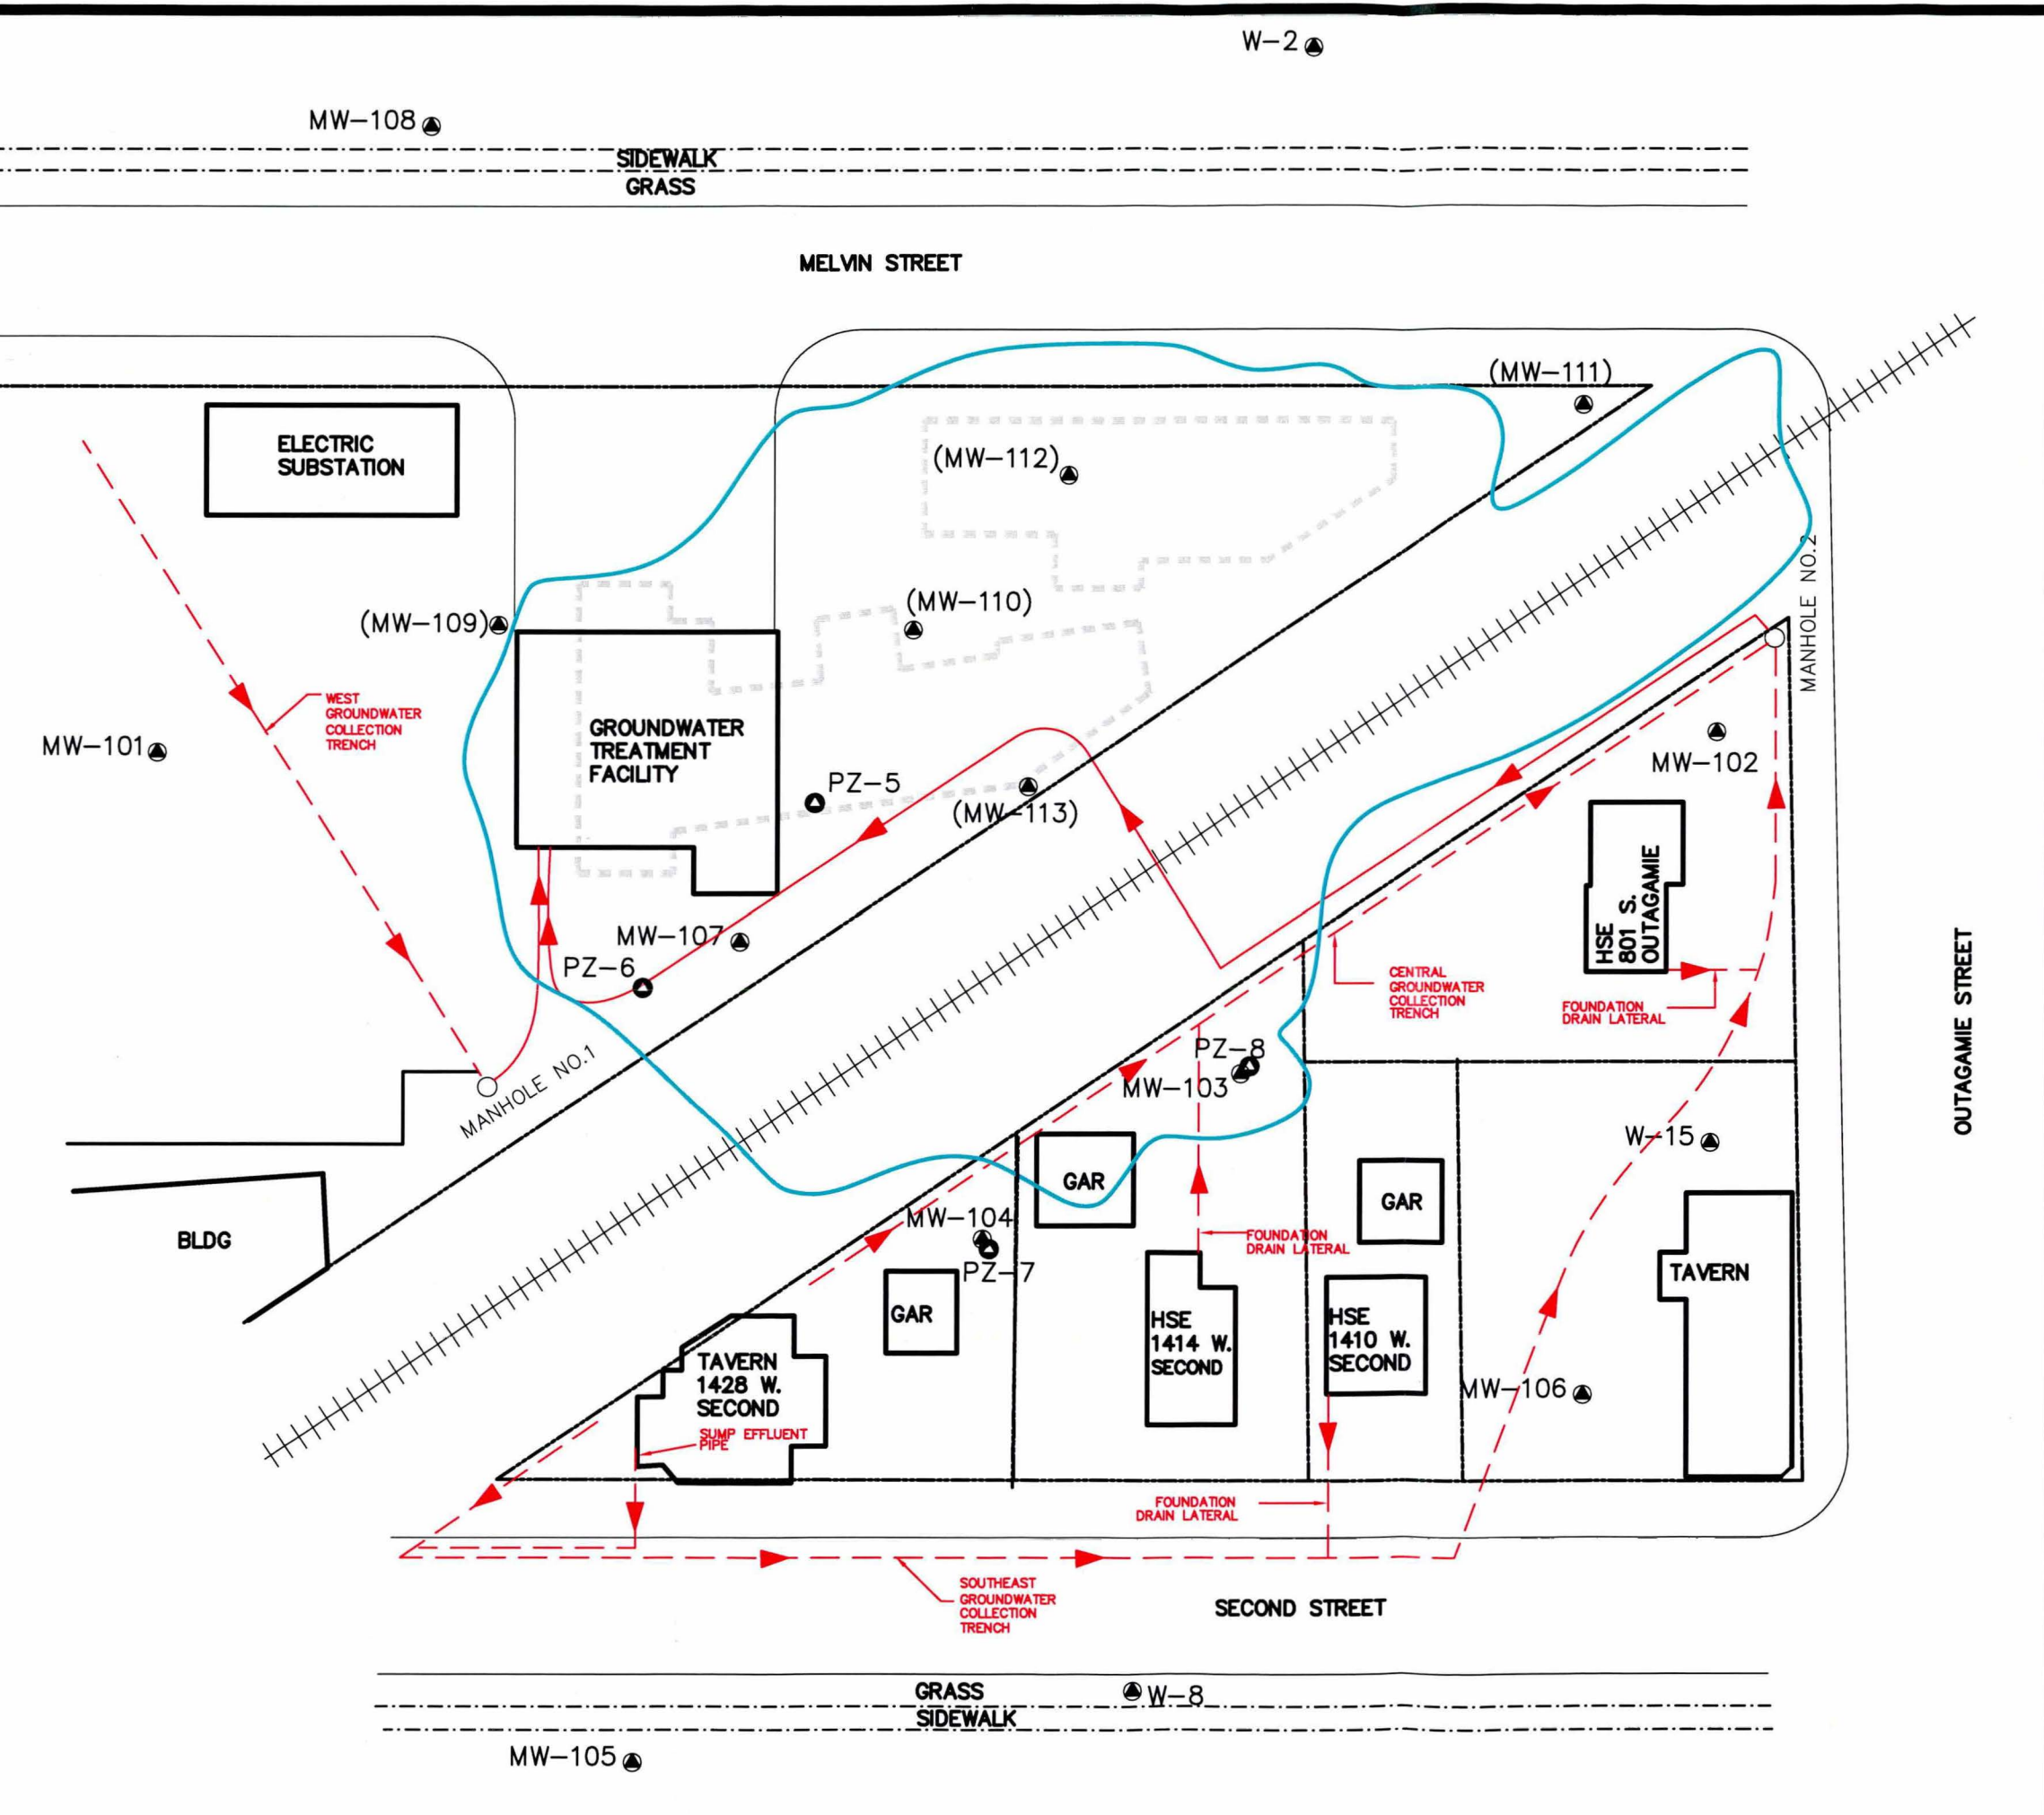 W-2
MW-108
SIDEWALK
GRASS
MELVIN STREET
(MW-111)
ELECTRIC
SUBSTATION
(MW-112)
MANHOLE NO.2
(MW-109)
(MW-110)
WEST
GROUNDWATER
COLLECTION
TRENCH
MW-101
GROUNDWATER
TREATMENT
FACILITY
PZ-5
(MW-113)
MW-102
HSE
801 S.
OUTAGAMIE
MW-107
PZ-6
CENTRAL
GROUNDWATER
COLLECTION
TRENCH
FOUNDATION
DRAIN LATERAL
OUTAGAMIE STREET
MANHOLE NO.1
PZ-8
MW-103
W-15
GAR
GAR
BLDG
MW-104
PZ-7
FOUNDATION
DRAIN LATERAL
TAVERN
GAR
HSE
1414 W.
SECOND
HSE
1410 W.
SECOND
TAVERN
1428 W.
SECOND
SUMP EFFLUENT
PIPE
MW-106
FOUNDATION
DRAIN LATERAL
SOUTHEAST
GROUNDWATER
COLLECTION
TRENCH
SECOND STREET
GRASS
W-8
SIDEWALK
MW-105